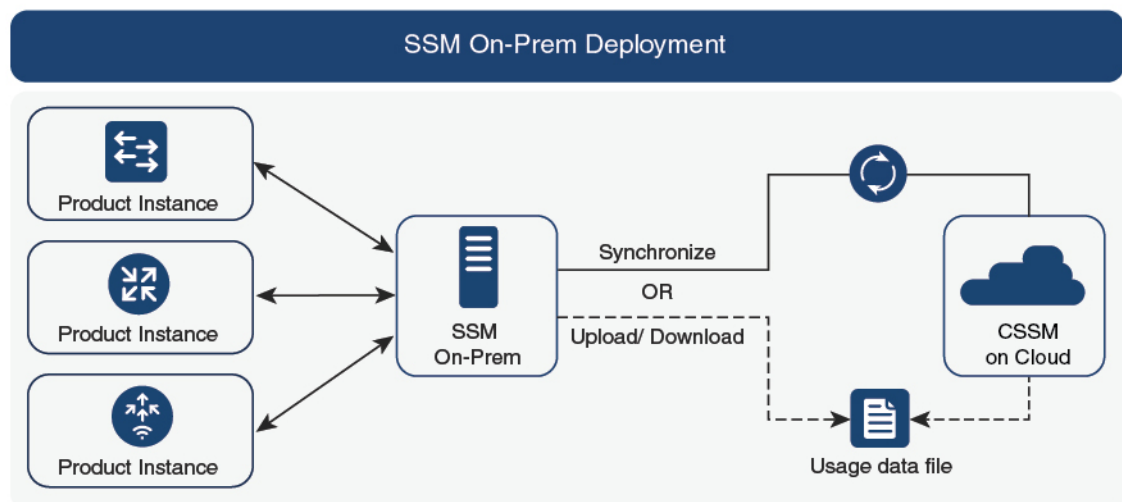 SSM On-Prem Deployment
Product Instance
Product Instance
Product Instance
SSM
On-Prem
Synchronize
OR
Upload/ Download
CSSM
on Cloud
Usage data file